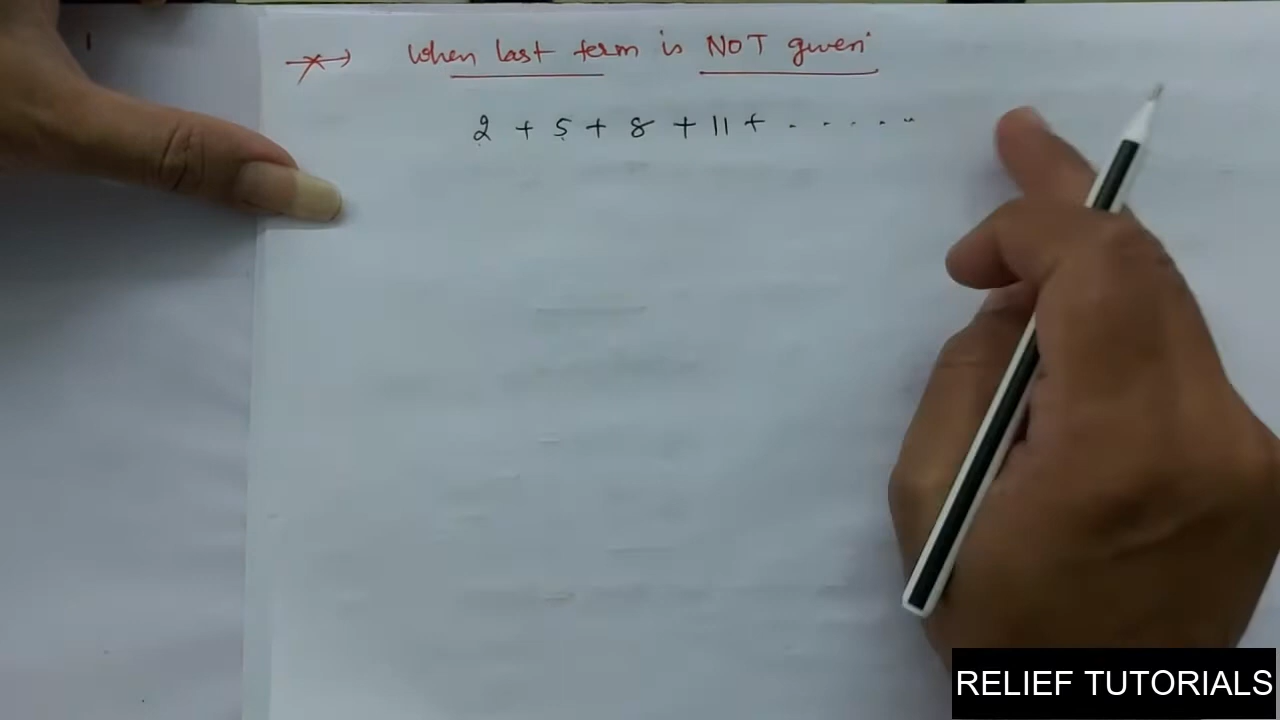 When last term is NOT given
2 + 5 + 8 + 11 + . . . . . .
RELIEF TUTORIALS